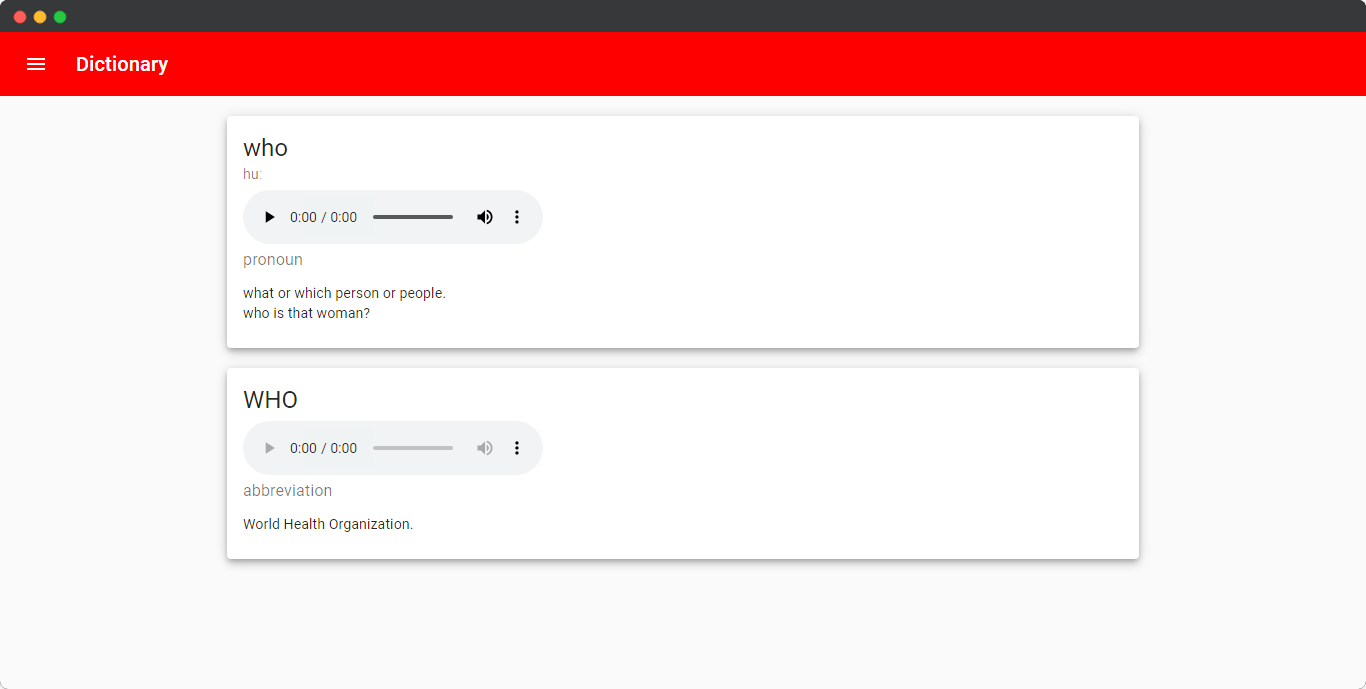 Dictionary
who
hu:
0:00 / 0:00
pronoun
what or which person or people.
who is that woman?
WHO
0:00 / 0:00
abbreviation
World Health Organization.